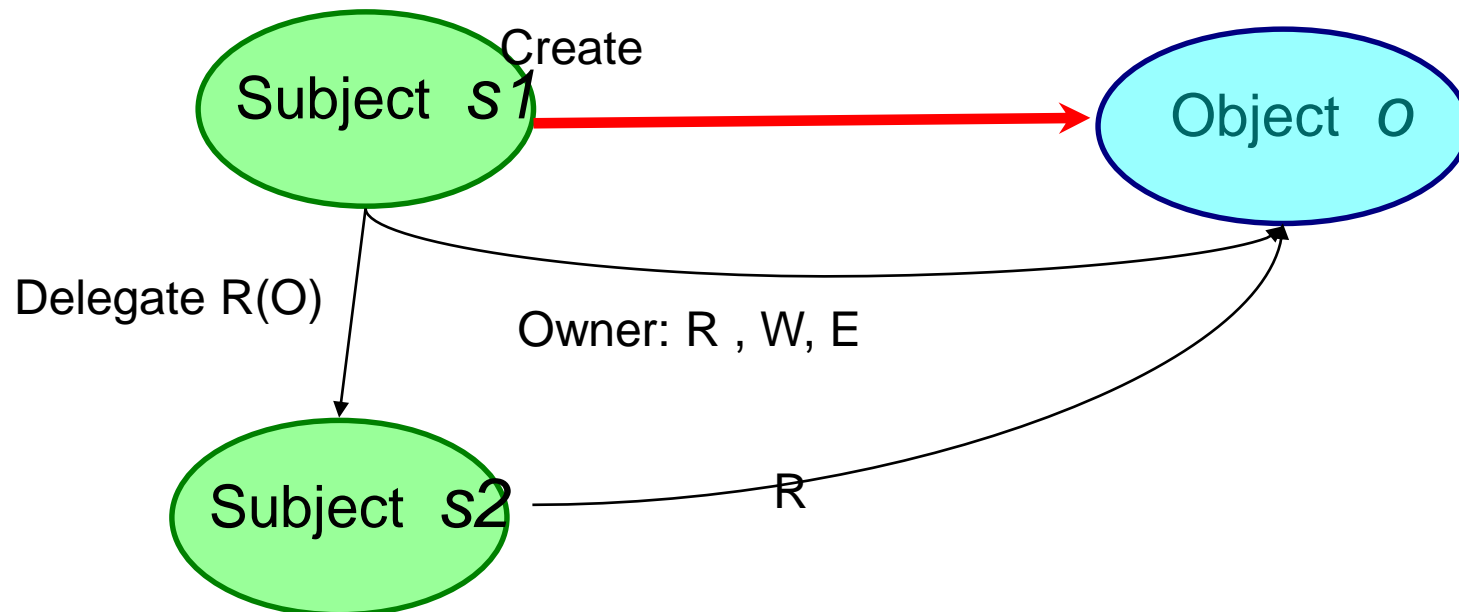 Create
Subject s1
Object o
Delegate R(O)
Owner: R , W, E
Subject s2
R